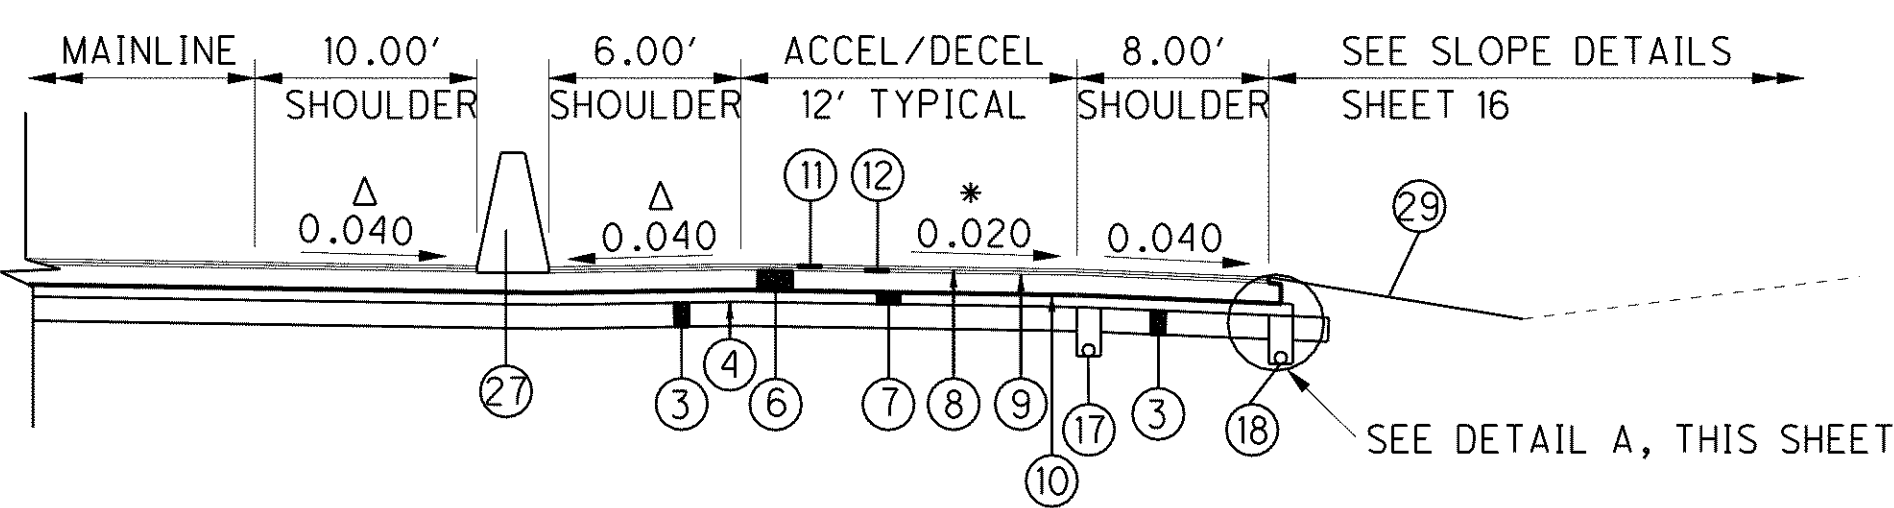 MAINLINE
10.00'
SHOULDER
6.00'
SHOULDER
ACCEL/DECEL
12' TYPICAL
8.00'
SHOULDER
SEE SLOPE DETAILS
SHEET 16
Δ
0.040
Δ
0.040
11
12
*
0.020
0.040
29
27
3
4
6
7
8
9
10
17
3
18
SEE DETAIL A, THIS SHEET